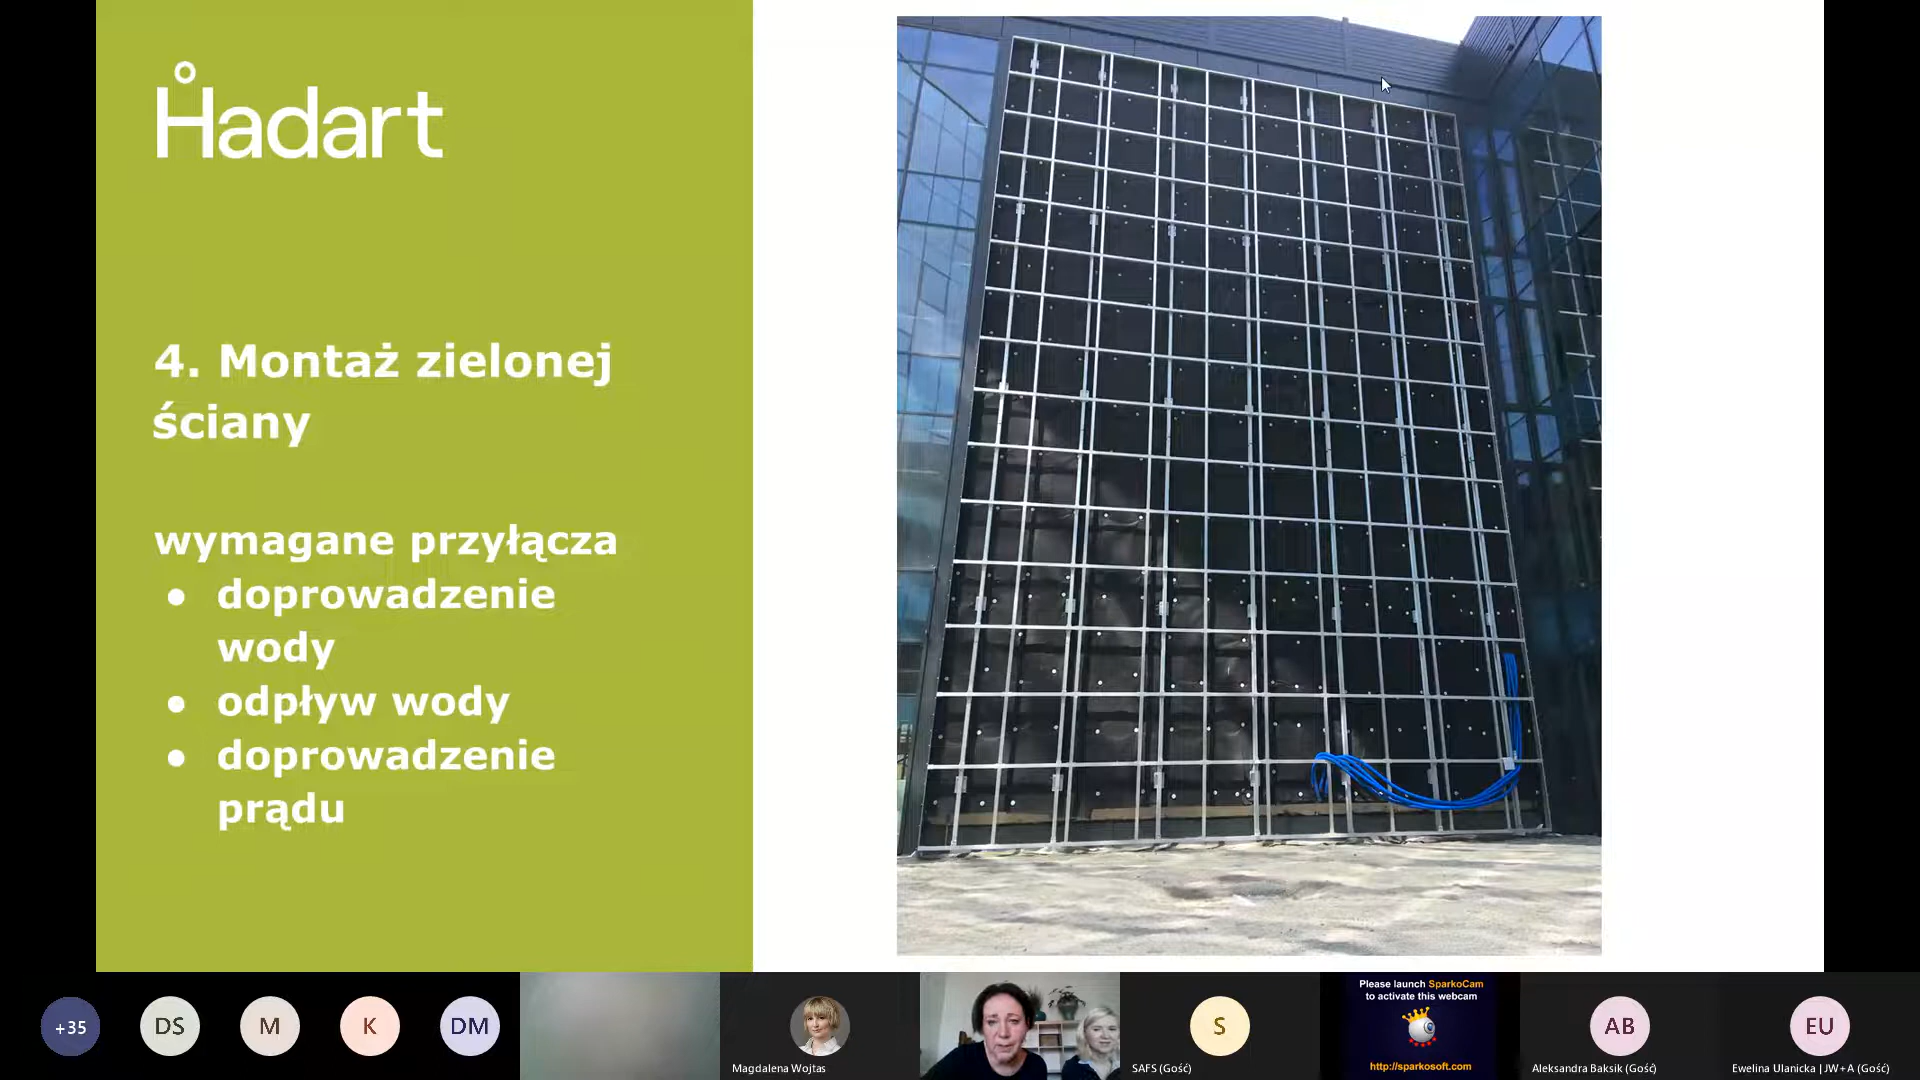 Hadart
4. Montaż zielonej
ściany
wymagane przyłącza
● doprowadzenie
wody
● odpływ wody
● doprowadzenie
prądu
+35
DS
M
K
DM
Magdalena Wojtas
S
SAFS (Gość)
Please launch SparkoCam
to activate this webcam
http://sparkosoft.com
AB
Aleksandra Baksik (Gość)
EU
Ewelina Ulanicka | JW+A (Gość)